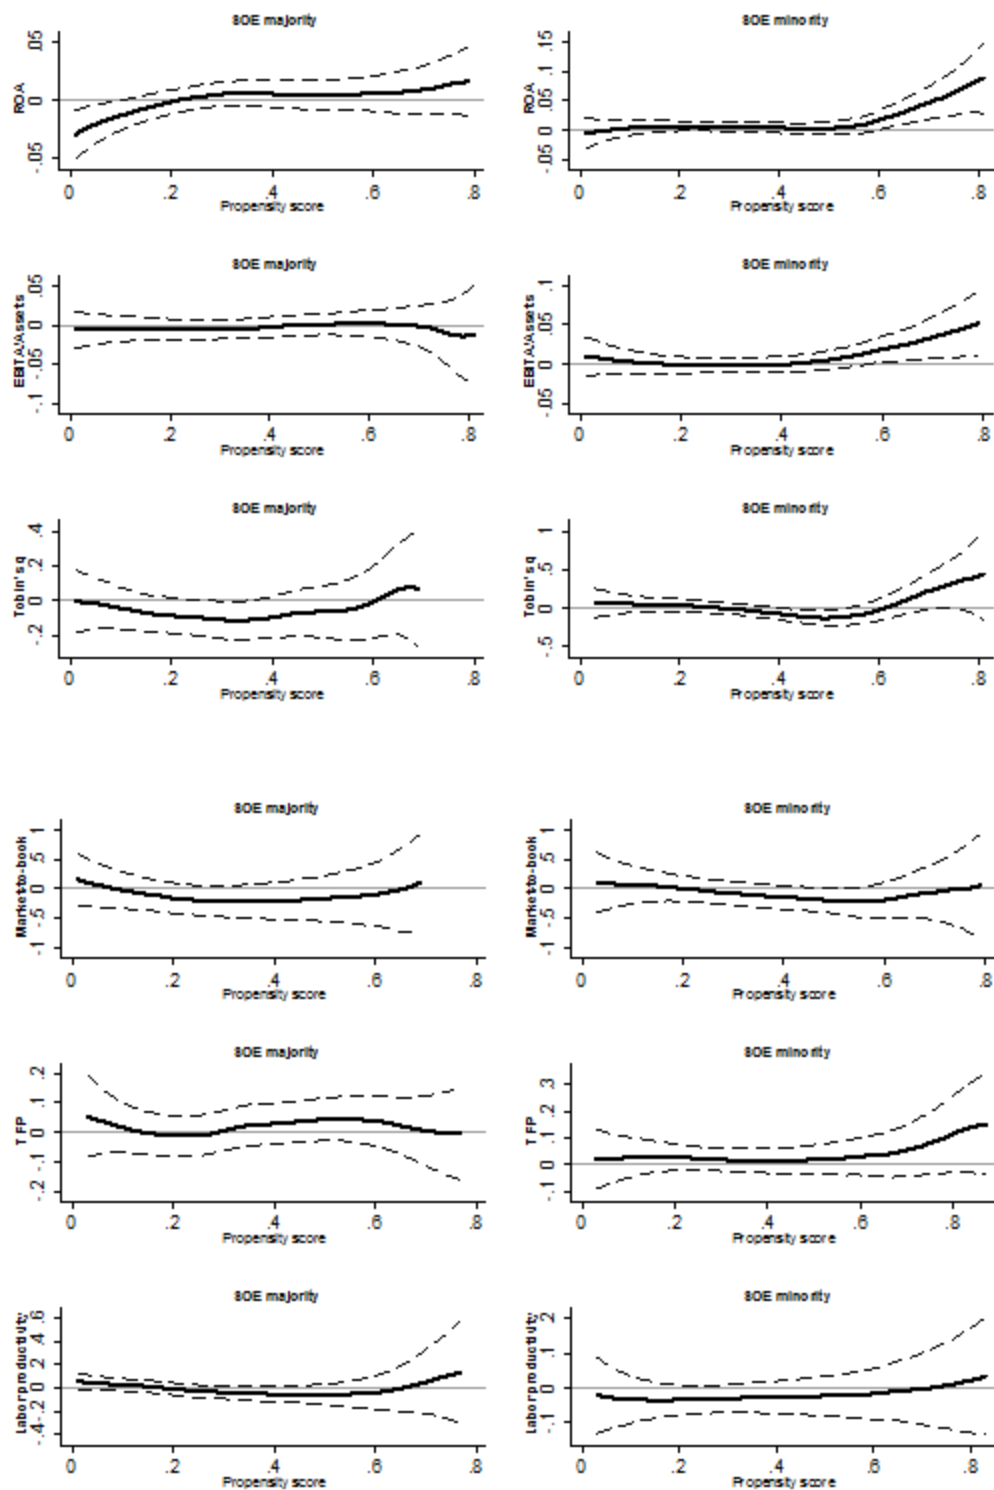 SOE majority
ROA
.05
0
-.05
0 .2 .4 .6 .8
Propensity score
SOE minority
ROA
.15
.1
.05
0
-.05
0 .2 .4 .6 .8
Propensity score
SOE majority
EBITA/Assets
.05
0
-.05
-.1
0 .2 .4 .6 .8
Propensity score
SOE minority
EBITA/Assets
.1
.05
0
-.05
0 .2 .4 .6 .8
Propensity score
SOE majority
Tobin's q
.4
.2
0
-.2
0 .2 .4 .6 .8
Propensity score
SOE minority
Tobin's q
1
.5
0
-.5
0 .2 .4 .6 .8
Propensity score
SOE majority
Market-to-book
1
.5
0
-.5
-1
0 .2 .4 .6 .8
Propensity score
SOE minority
Market-to-book
1
.5
0
-.5
-1
0 .2 .4 .6 .8
Propensity score
SOE majority
TFP
.2
.1
0
-.1
-.2
0 .2 .4 .6 .8
Propensity score
SOE minority
TFP
.3
.2
.1
0
-.1
0 .2 .4 .6 .8
Propensity score
SOE majority
Labor productivity
.6
.4
.2
0
-.2
-.4
0 .2 .4 .6 .8
Propensity score
SOE minority
Labor productivity
.2
.1
0
-.1
0 .2 .4 .6 .8
Propensity score